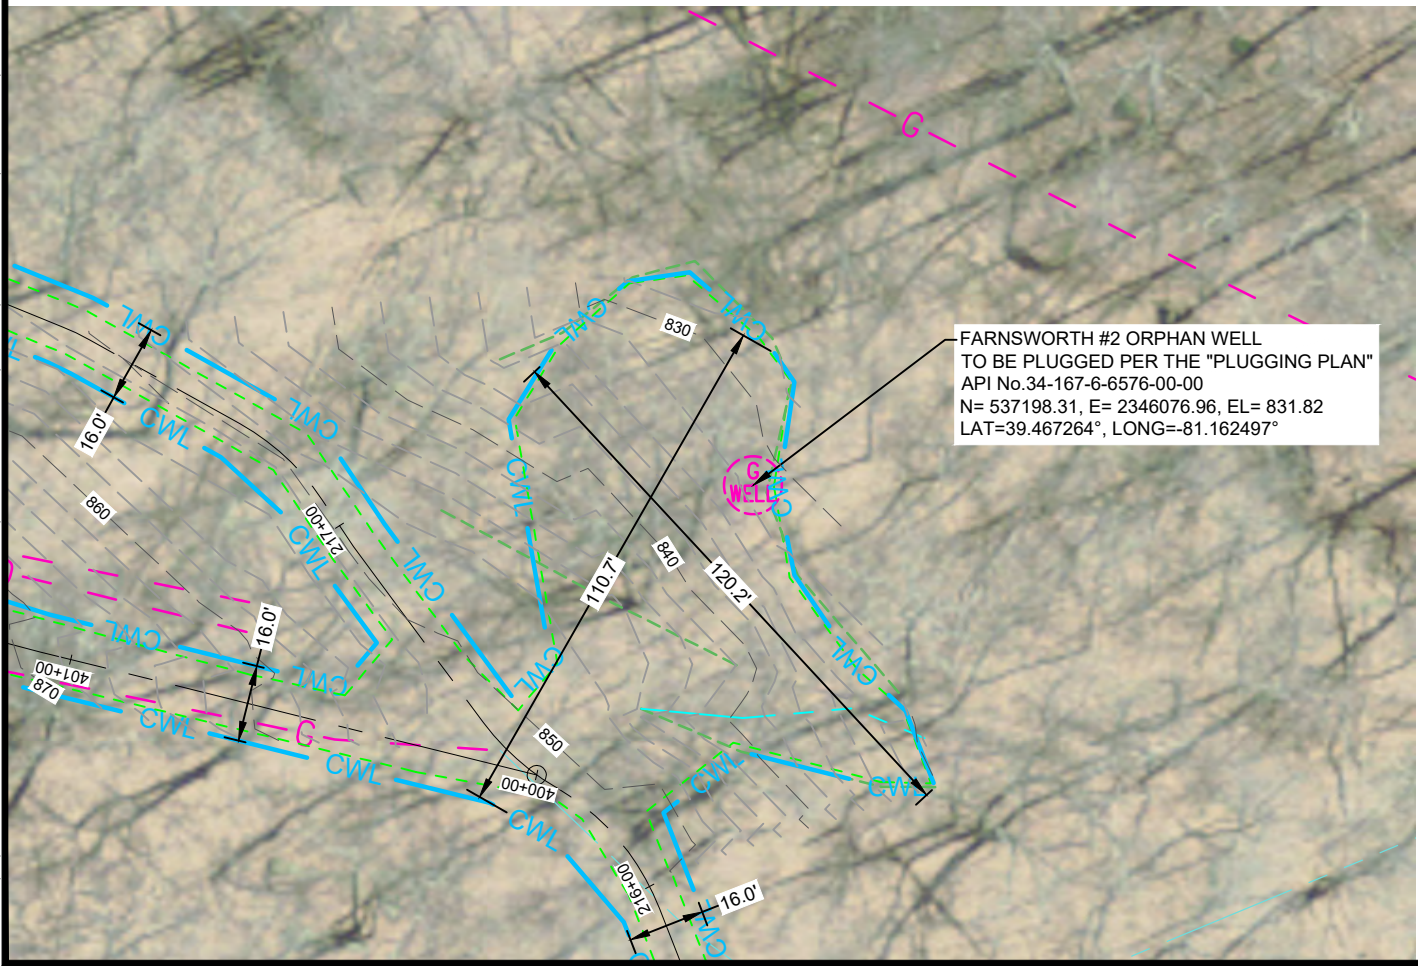 G
830
FARNSWORTH #2 ORPHAN WELL
TO BE PLUGGED PER THE "PLUGGING PLAN"
API No.34-167-6-6576-00-00
N= 537198.31, E= 2346076.96, EL= 831.82
LAT=39.467264°, LONG=-81.162497°
CWL
CWL
CWL
16.0'
CWL
CWL
CWL
G
WELL
CWL
860
217+00
CWL
840
110.7'
120.2'
CWL
16.0'
CWL
CWL
CWL
CWL
401+00
870
CWL
G
850
CWL
CWL
CWL
400+00
CWL
216+00
16.0'
CWL